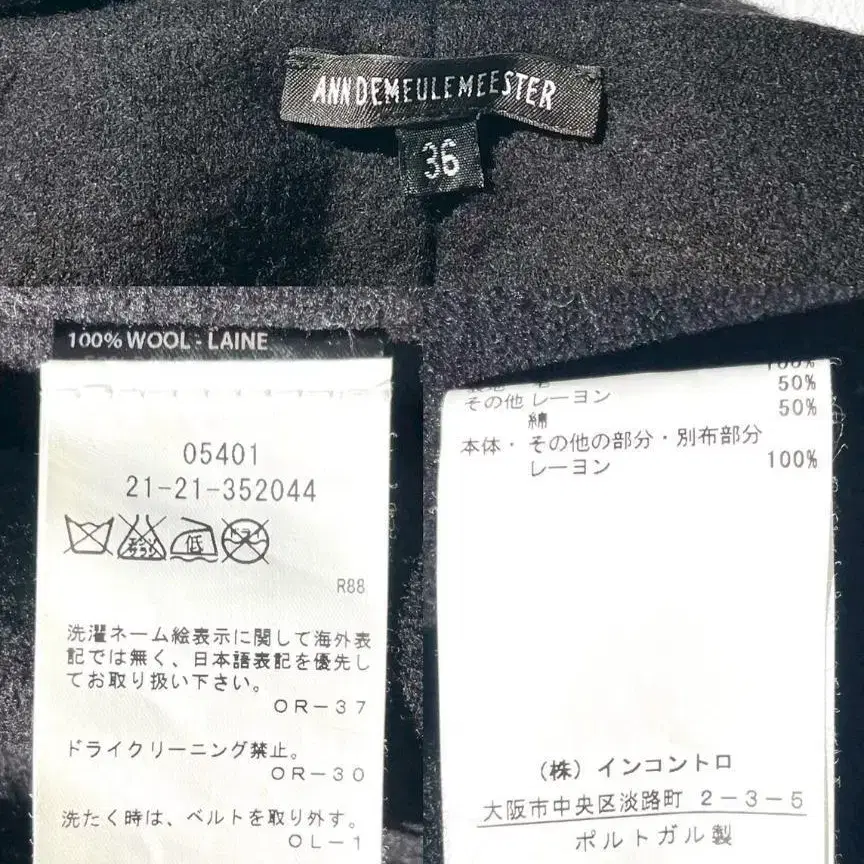 ANN DEMEULEMEESTER
36
100% WOOL - LAINE
05401
21-21-352044
低
ドライ
R88
洗濯ネーム絵表示に関して海外表
記では無く、日本語表記を優先し
てお取り扱い下さい。
OR-37
ドライクリーニング禁止。
OR-30
洗たく時は、ベルトを取り外す。
OL-1
100%
50%
その他 レーヨン
50%
綿
本体・その他の部分・別布部分
レーヨン 100%
(株) インコントロ
大阪市中央区淡路町 2-3-5
ポルトガル製